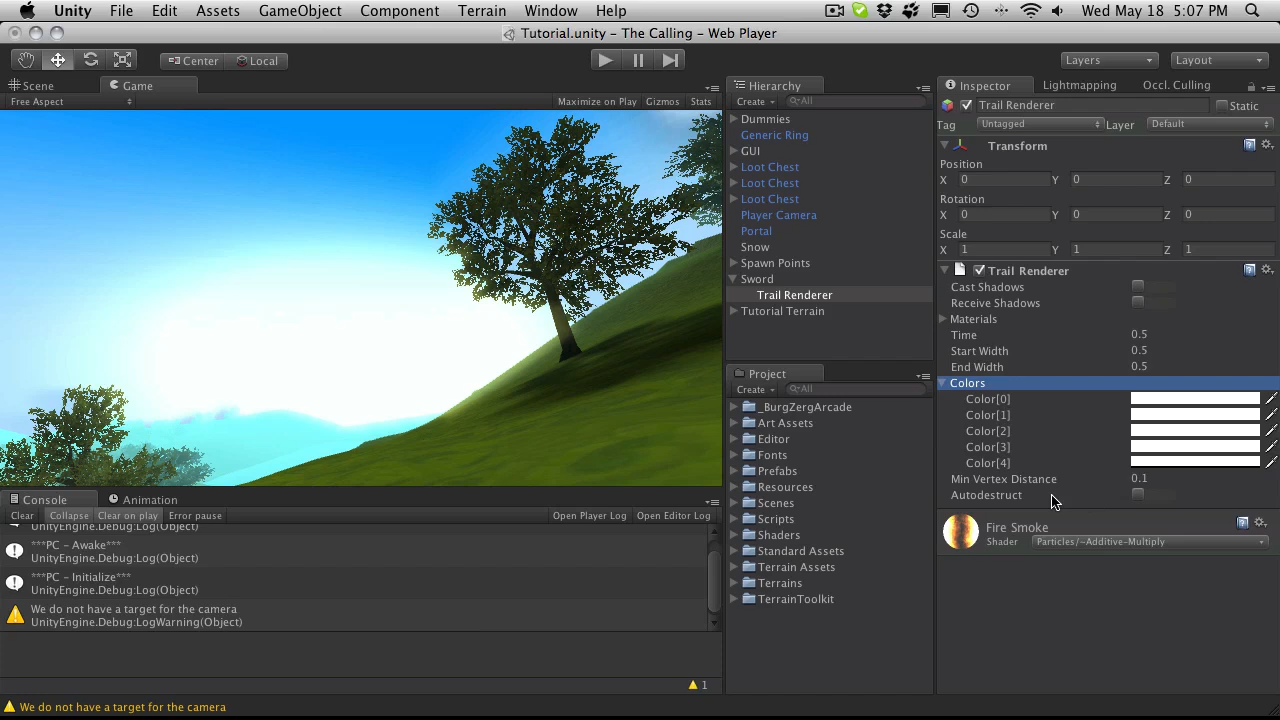 Unity File Edit Assets GameObject Component Terrain Window Help Wed May 18 5:07 PM
Tutorial.unity - The Calling - Web Player
Center Local Layers Layout
Scene Game
Free Aspect Maximize on Play Gizmos Stats
Hierarchy
Create All
Dummies
Generic Ring
GUI
Loot Chest
Loot Chest
Loot Chest
Player Camera
Portal
Snow
Spawn Points
Sword
Trail Renderer
Tutorial Terrain
Project
Create All
_BurgZergArcade
Art Assets
Editor
Fonts
Prefabs
Resources
Scenes
Scripts
Shaders
Standard Assets
Terrain Assets
Terrains
TerrainToolkit
Inspector Lightmapping Occl. Culling
Trail Renderer Static
Tag Untagged Layer Default
Transform
Position
X 0 Y 0 Z 0
Rotation
X 0 Y 0 Z 0
Scale
X 1 Y 1 Z 1
Trail Renderer
Cast Shadows
Receive Shadows
Materials
Time 0.5
Start Width 0.5
End Width 0.5
Colors
Color[0]
Color[1]
Color[2]
Color[3]
Color[4]
Min Vertex Distance 0.1
Autodestruct
Fire Smoke
Shader Particles/~Additive-Multiply
Console Animation
Clear Collapse Clear on play Error pause Open Player Log Open Editor Log
UnityEngine.Debug:Log(Object)
***PC - Awake***
UnityEngine.Debug:Log(Object)
***PC - Initialize***
UnityEngine.Debug:Log(Object)
We do not have a target for the camera
UnityEngine.Debug:LogWarning(Object)
1
We do not have a target for the camera